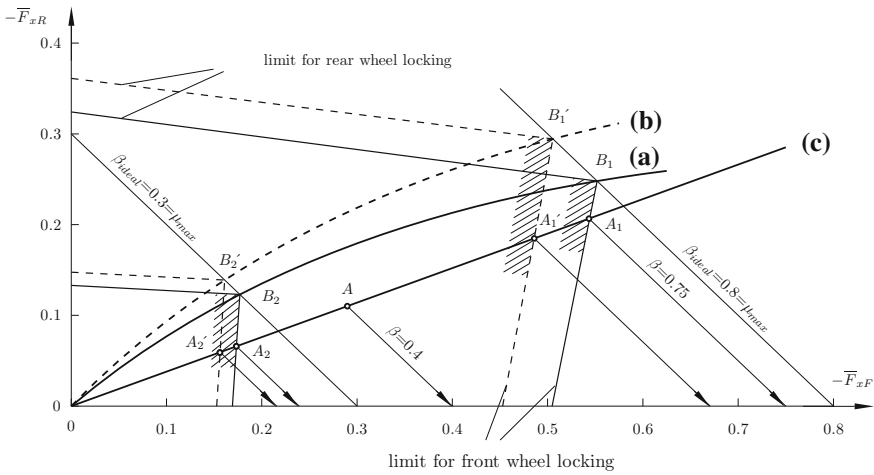 −F̅ₓR
0.4
limit for rear wheel locking
B₁′
(b)
0.3
(c)
B₁
(a)
βideal=0.3=μmax
0.2
A₁′
A₁
B₂′
βideal=0.8=μmax
β=0.75
B₂
A
0.1
A₂′
A₂
β=0.4
−F̅ₓF
0
0
0.1
0.2
0.3
0.4
0.5
0.6
0.7
0.8
limit for front wheel locking